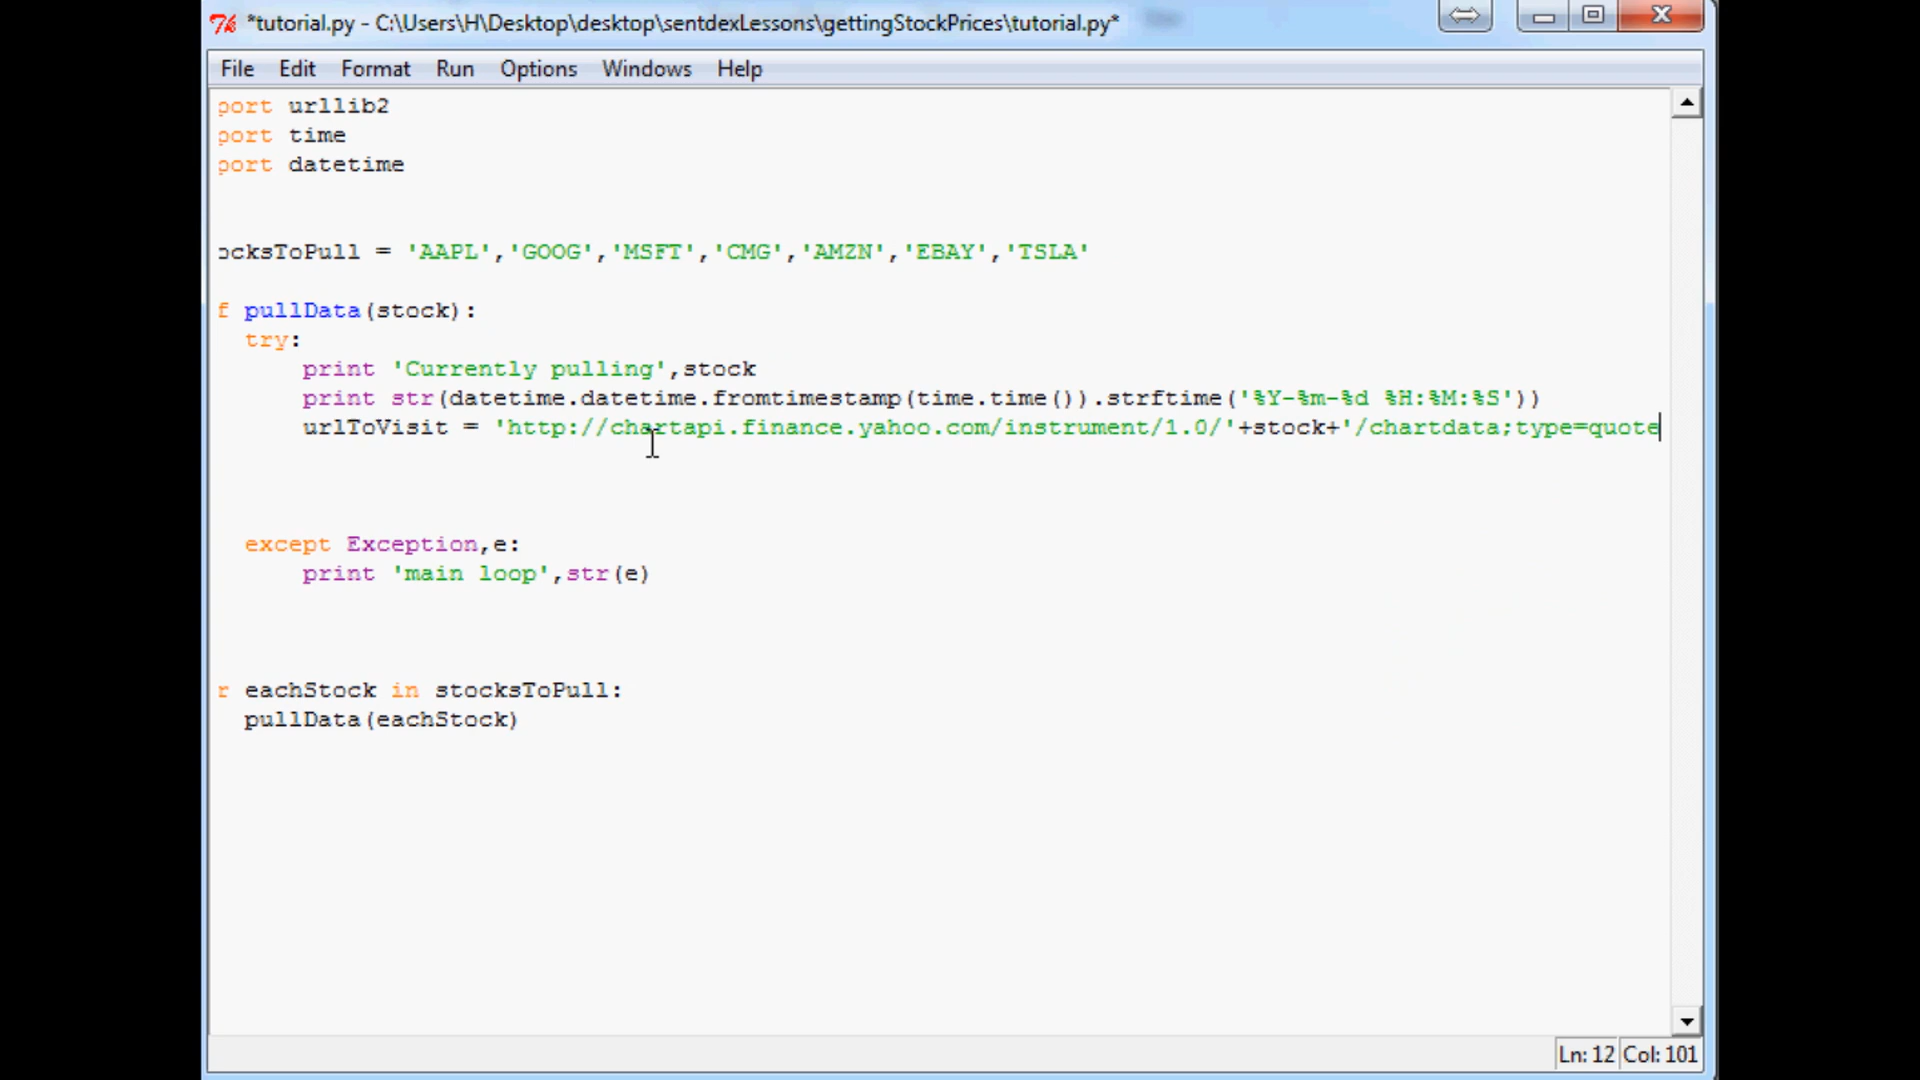 *tutorial.py - C:\Users\H\Desktop\desktop\sentdexLessons\gettingStockPrices\tutorial.py*
File Edit Format Run Options Windows Help
port urllib2
port time
port datetime
ocksToPull = 'AAPL','GOOG','MSFT','CMG','AMZN','EBAY','TSLA'
f pullData(stock):
try:
print 'Currently pulling',stock
print str(datetime.datetime.fromtimestamp(time.time()).strftime('%Y-%m-%d %H:%M:%S'))
urlToVisit = 'http://chartapi.finance.yahoo.com/instrument/1.0/'+stock+'/chartdata;type=quote
except Exception,e:
print 'main loop',str(e)
r eachStock in stocksToPull:
pullData(eachStock)
Ln: 12 Col: 101